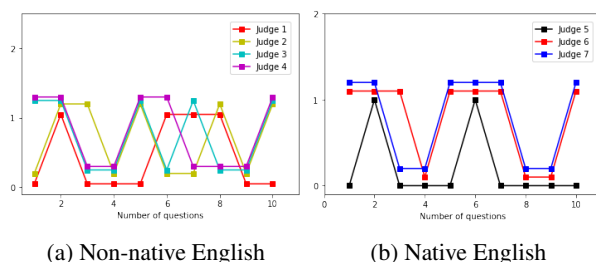 Judge 1
Judge 2
Judge 3
Judge 4
2
1
0
2
4
6
8
10
Number of questions
(a) Non-native English
Judge 5
Judge 6
Judge 7
2
1
0
0
2
4
6
8
10
Number of questions
(b) Native English